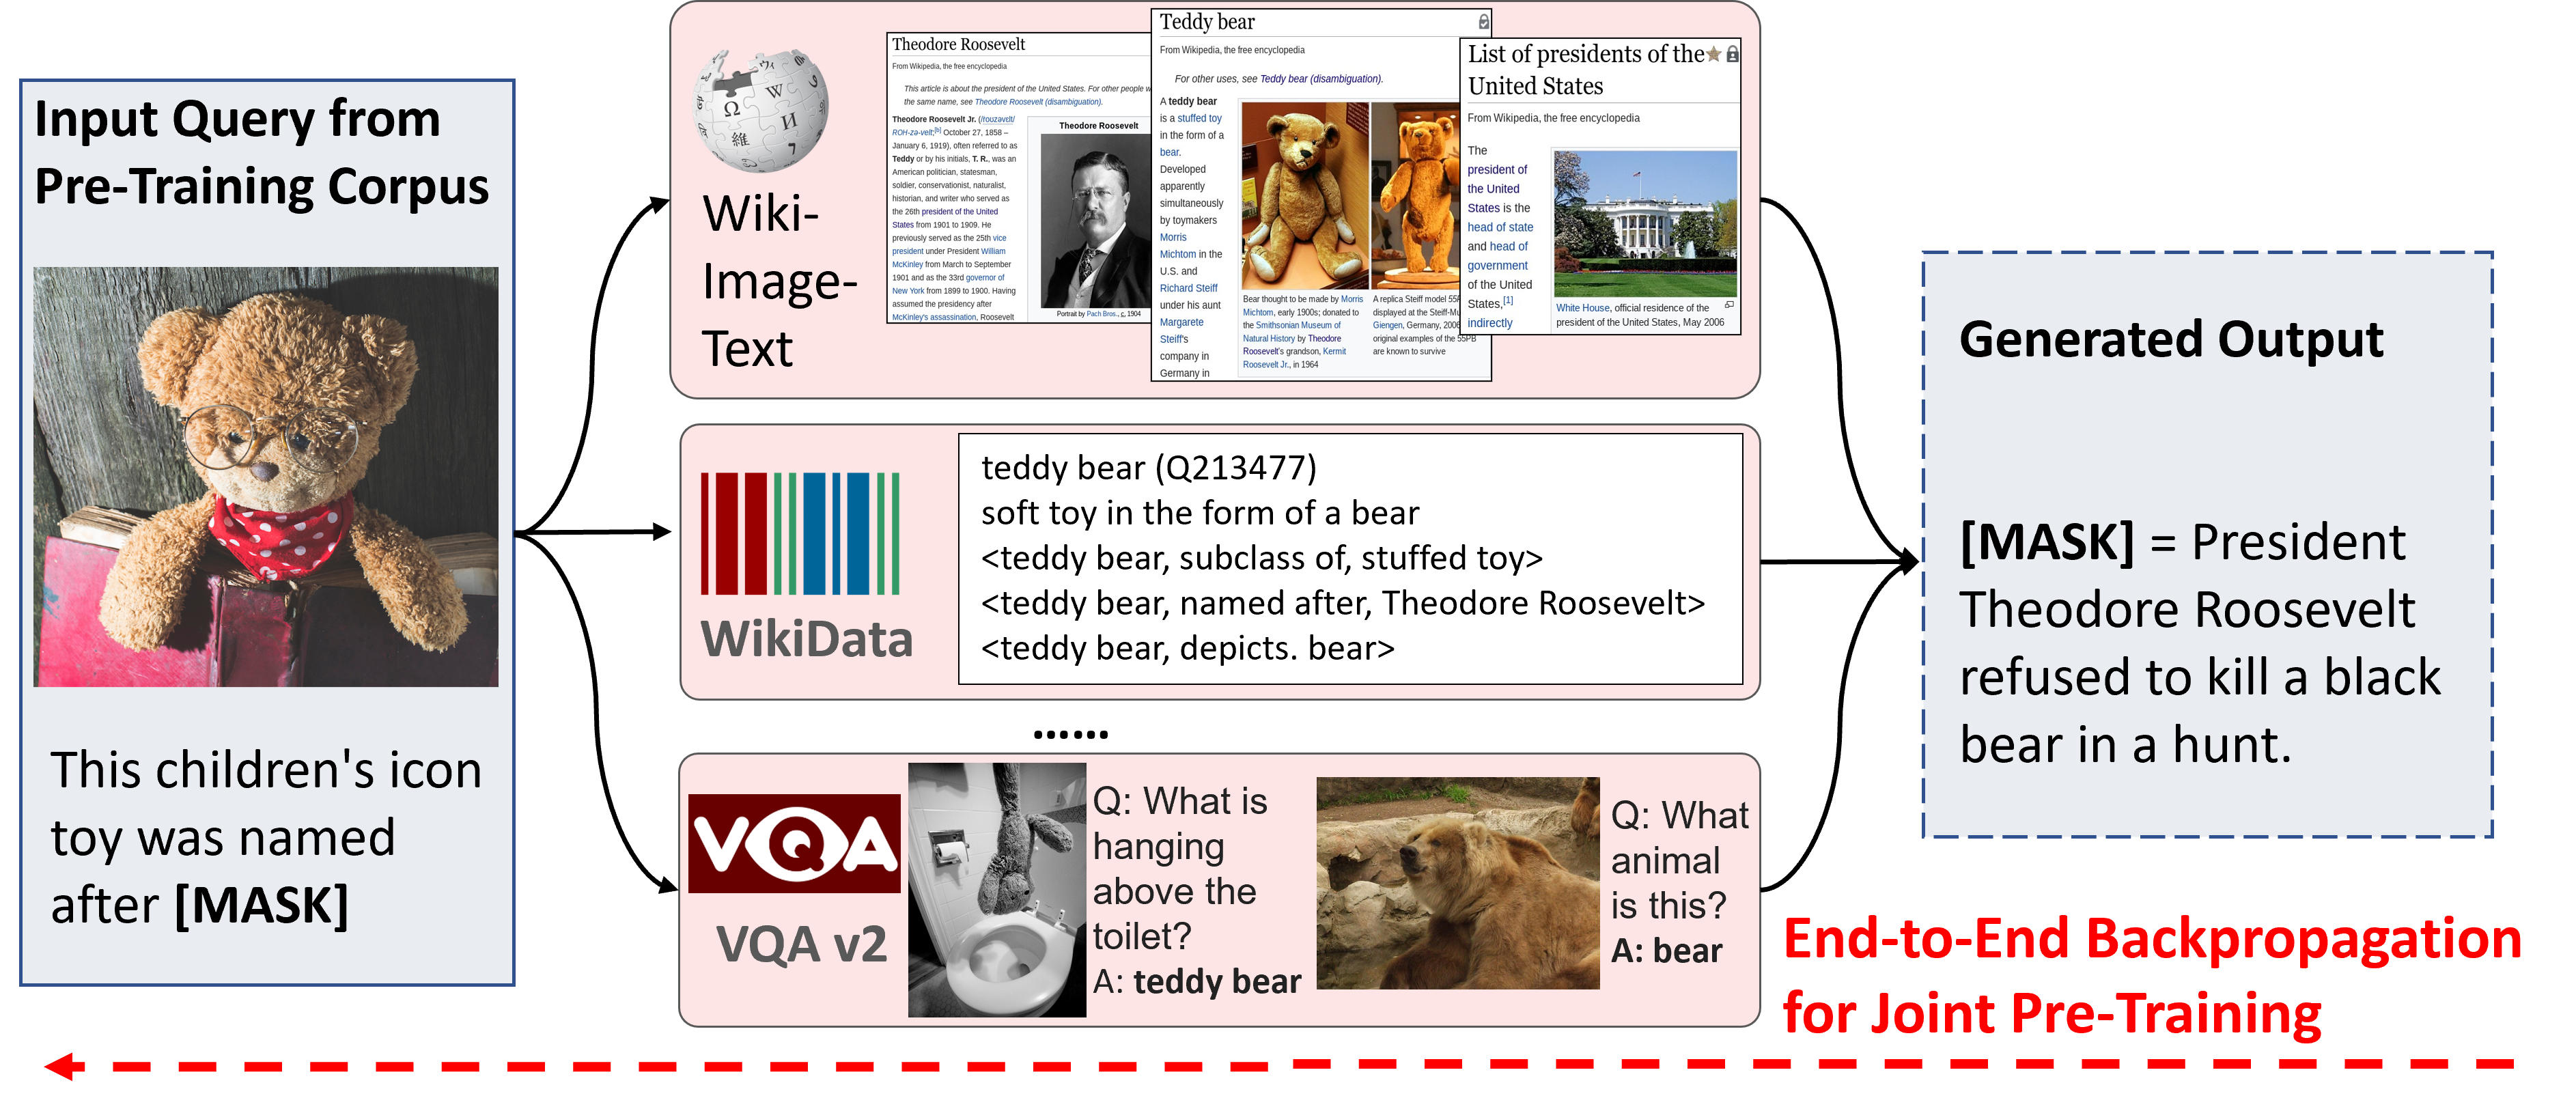 Input Query from
Pre-Training Corpus
This children's icon
toy was named
after [MASK]
Wiki-
Image-
Text
Theodore Roosevelt
From Wikipedia, the free encyclopedia
This article is about the president of the United States. For other people w
the same name, see Theodore Roosevelt (disambiguation).
Theodore Roosevelt Jr. (/ˈroʊzəvɛlt/
ROH-zə-velt;[b] October 27, 1858 –
January 6, 1919), often referred to as
Teddy or by his initials, T. R., was an
American politician, statesman,
soldier, conservationist, naturalist,
historian, and writer who served as
the 26th president of the United
States from 1901 to 1909. He
previously served as the 25th vice
president under President William
McKinley from March to September
1901 and as the 33rd governor of
New York from 1899 to 1900. Having
assumed the presidency after
McKinley's assassination, Roosevelt
Theodore Roosevelt
Portrait by Pach Bros., c. 1904
Teddy bear
From Wikipedia, the free encyclopedia
For other uses, see Teddy bear (disambiguation).
A teddy bear
is a stuffed toy
in the form of a
bear.
Developed
apparently
simultaneously
by toymakers
Morris
Michtom in the
U.S. and
Richard Steiff
under his aunt
Margarete
Steiff's
company in
Germany in
Bear thought to be made by Morris
Michtom, early 1900s; donated to
the Smithsonian Museum of
Natural History by Theodore
Roosevelt's grandson, Kermit
Roosevelt Jr., in 1964
A replica Steiff model 55P
displayed at the Steiff-Mu
Giengen, Germany, 2006
original examples of the 55PB
are known to survive
List of presidents of the
United States
From Wikipedia, the free encyclopedia
The
president of
the United
States is the
head of state
and head of
government
of the United
States,[1]
indirectly
White House, official residence of the
president of the United States, May 2006
WikiData
teddy bear (Q213477)
soft toy in the form of a bear
<teddy bear, subclass of, stuffed toy>
<teddy bear, named after, Theodore Roosevelt>
<teddy bear, depicts. bear>
......
VQA
VQA v2
Q: What is
hanging
above the
toilet?
A: teddy bear
Q: What
animal
is this?
A: bear
Generated Output
[MASK] = President
Theodore Roosevelt
refused to kill a black
bear in a hunt.
End-to-End Backpropagation
for Joint Pre-Training